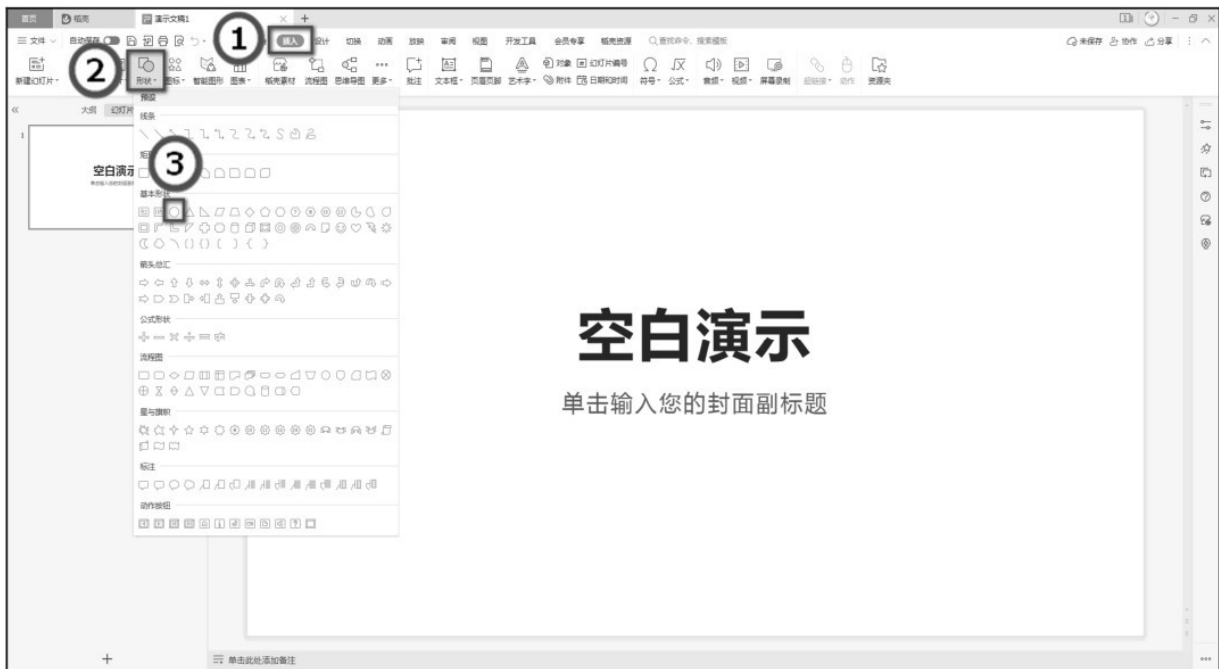 首页 稻壳 演示文稿1 × +
① 
三 文件 自动保存 插入 设计 切换 动画 放映 审阅 视图 开发工具 会员专享 稻壳资源 查找命令、搜索模板 未保存 协作 分享
②
新建幻灯片 形状 图标 智能图形 图表 稻壳素材 流程图 思维导图 更多 批注 文本框 页眉页脚 艺术字 对象 幻灯片编号 附件 日期和时间 符号 公式 音频 视频 屏幕录制 超链接 动作 资源夹
大纲 幻灯片
预设
线条
③
基本形状
箭头总汇
公式形状
流程图
星与旗帜
标注
动作按钮
1
空白演示
空白演示
单击输入您的封面副标题
单击此处添加备注